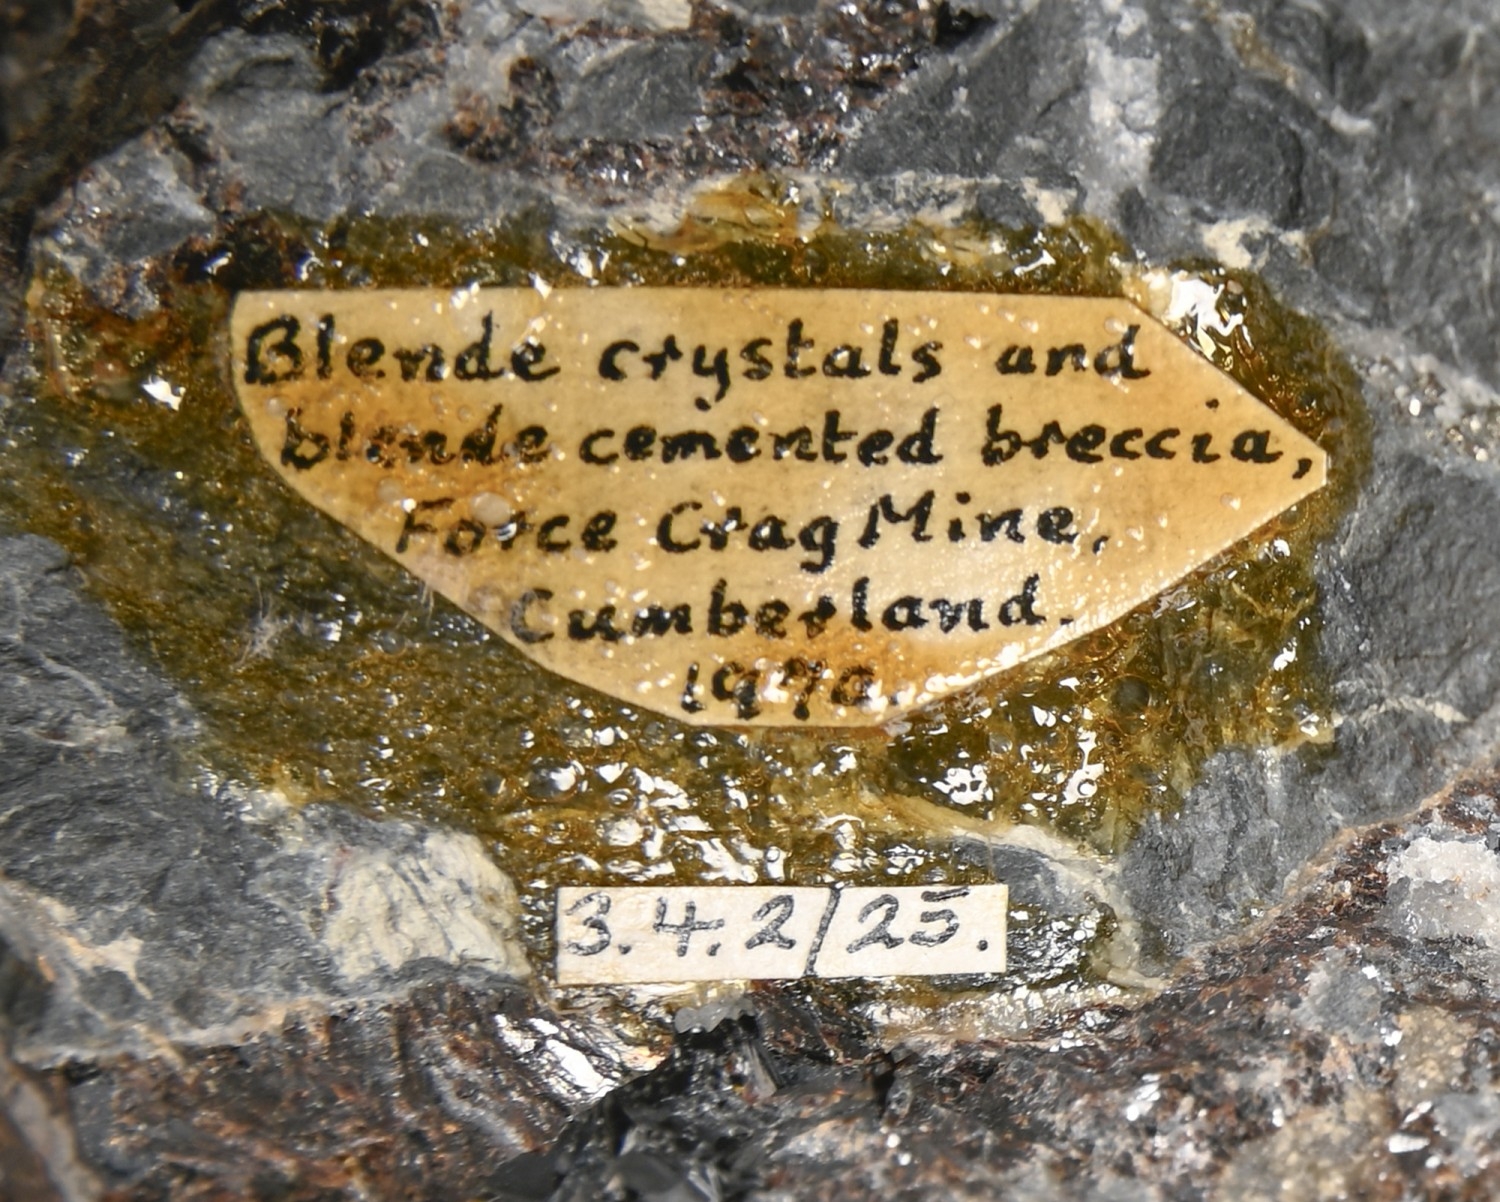 Blende crystals and
blende cemented breccia,
Force Crag Mine,
Cumberland.
1970.
3.4.2/25.